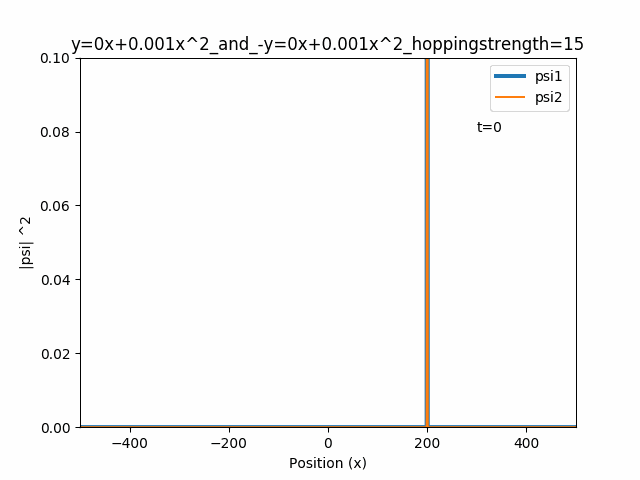 y=0x+0.001x^2_and_-y=0x+0.001x^2_hoppingstrength=15
0.10
psi1
psi2
t=0
0.08
0.06
|psi| ^2
0.04
0.02
0.00
−400
−200
0
200
400
Position (x)